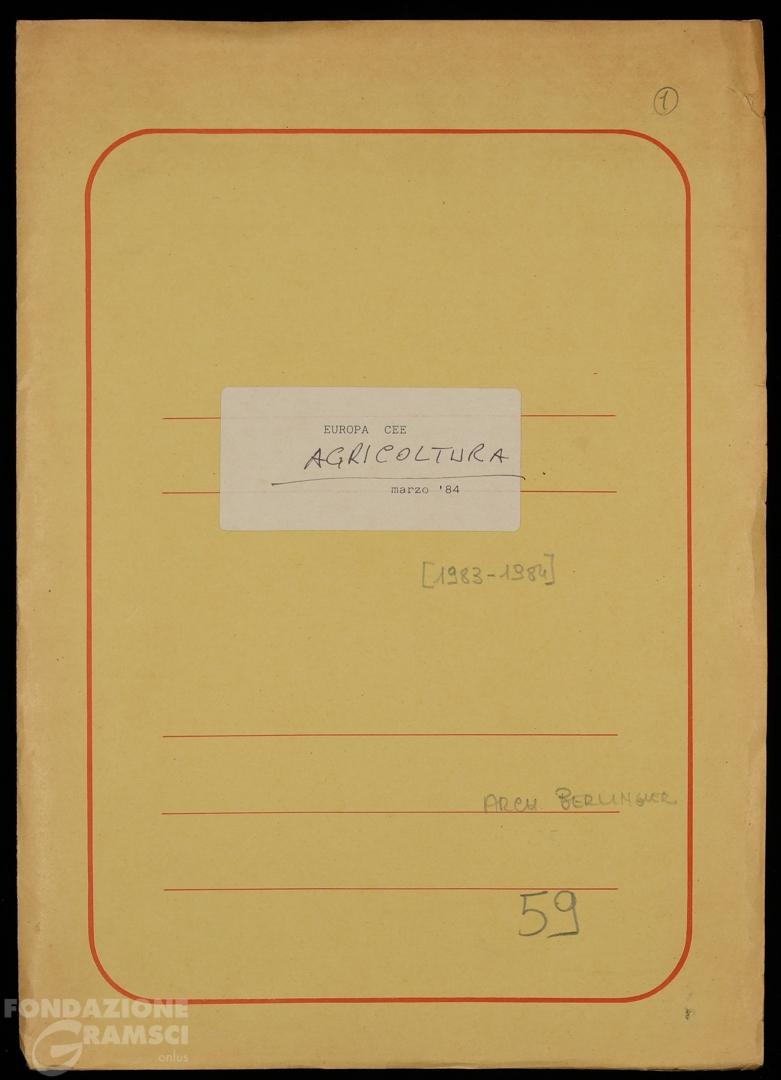 1
EUROPA CEE
AGRICOLTURA
marzo '84
[1983-1984]
ARCH. BERLINGUER
59
FONDAZIONE
GRAMSCI
onlus